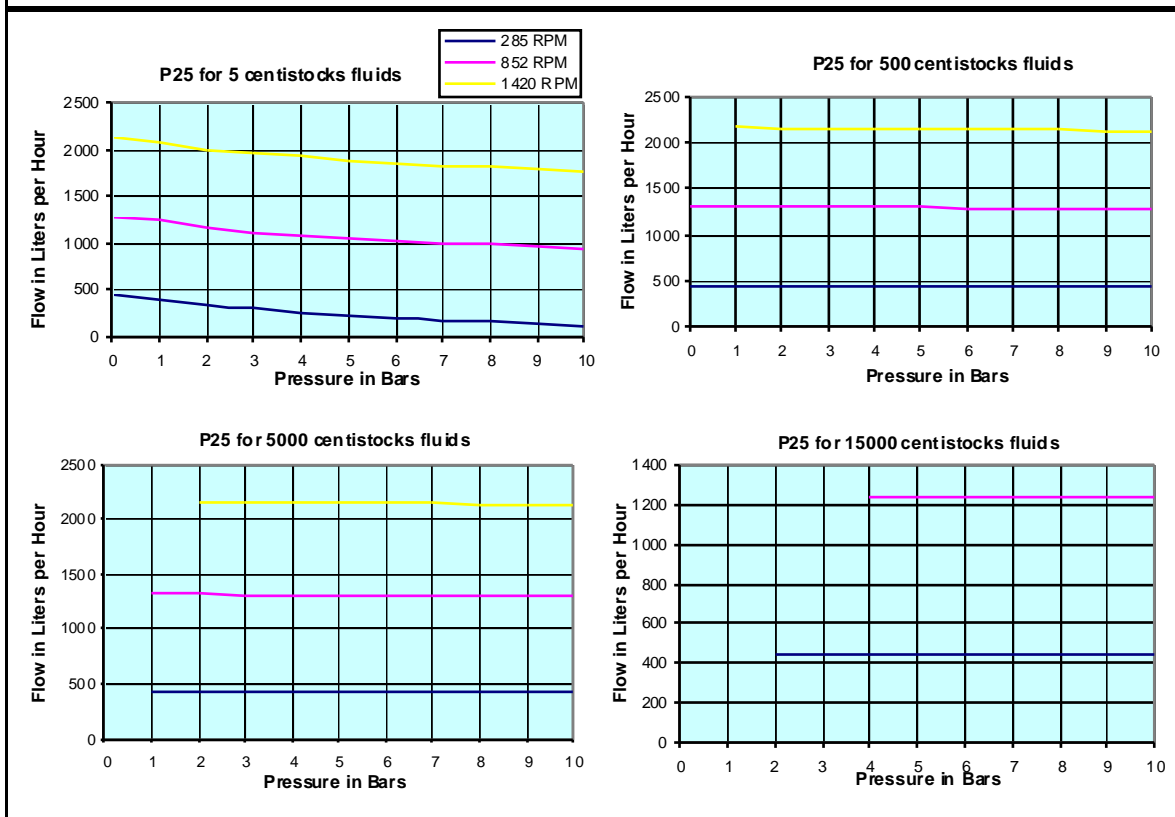 285 RPM
852 RPM
1420 RPM
P25 for 5 centistocks fluids
Flow in Liters per Hour
2500
2000
1500
1000
500
0
0 1 2 3 4 5 6 7 8 9 10
Pressure in Bars
P25 for 500 centistocks fluids
Flow in Liters per Hour
2500
2000
1500
1000
500
0
0 1 2 3 4 5 6 7 8 9 10
Pressure in Bars
P25 for 5000 centistocks fluids
Flow in Liters per Hour
2500
2000
1500
1000
500
0
0 1 2 3 4 5 6 7 8 9 10
Pressure in Bars
P25 for 15000 centistocks fluids
Flow in Liters per Hour
1400
1200
1000
800
600
400
200
0
0 1 2 3 4 5 6 7 8 9 10
Pressure in Bars